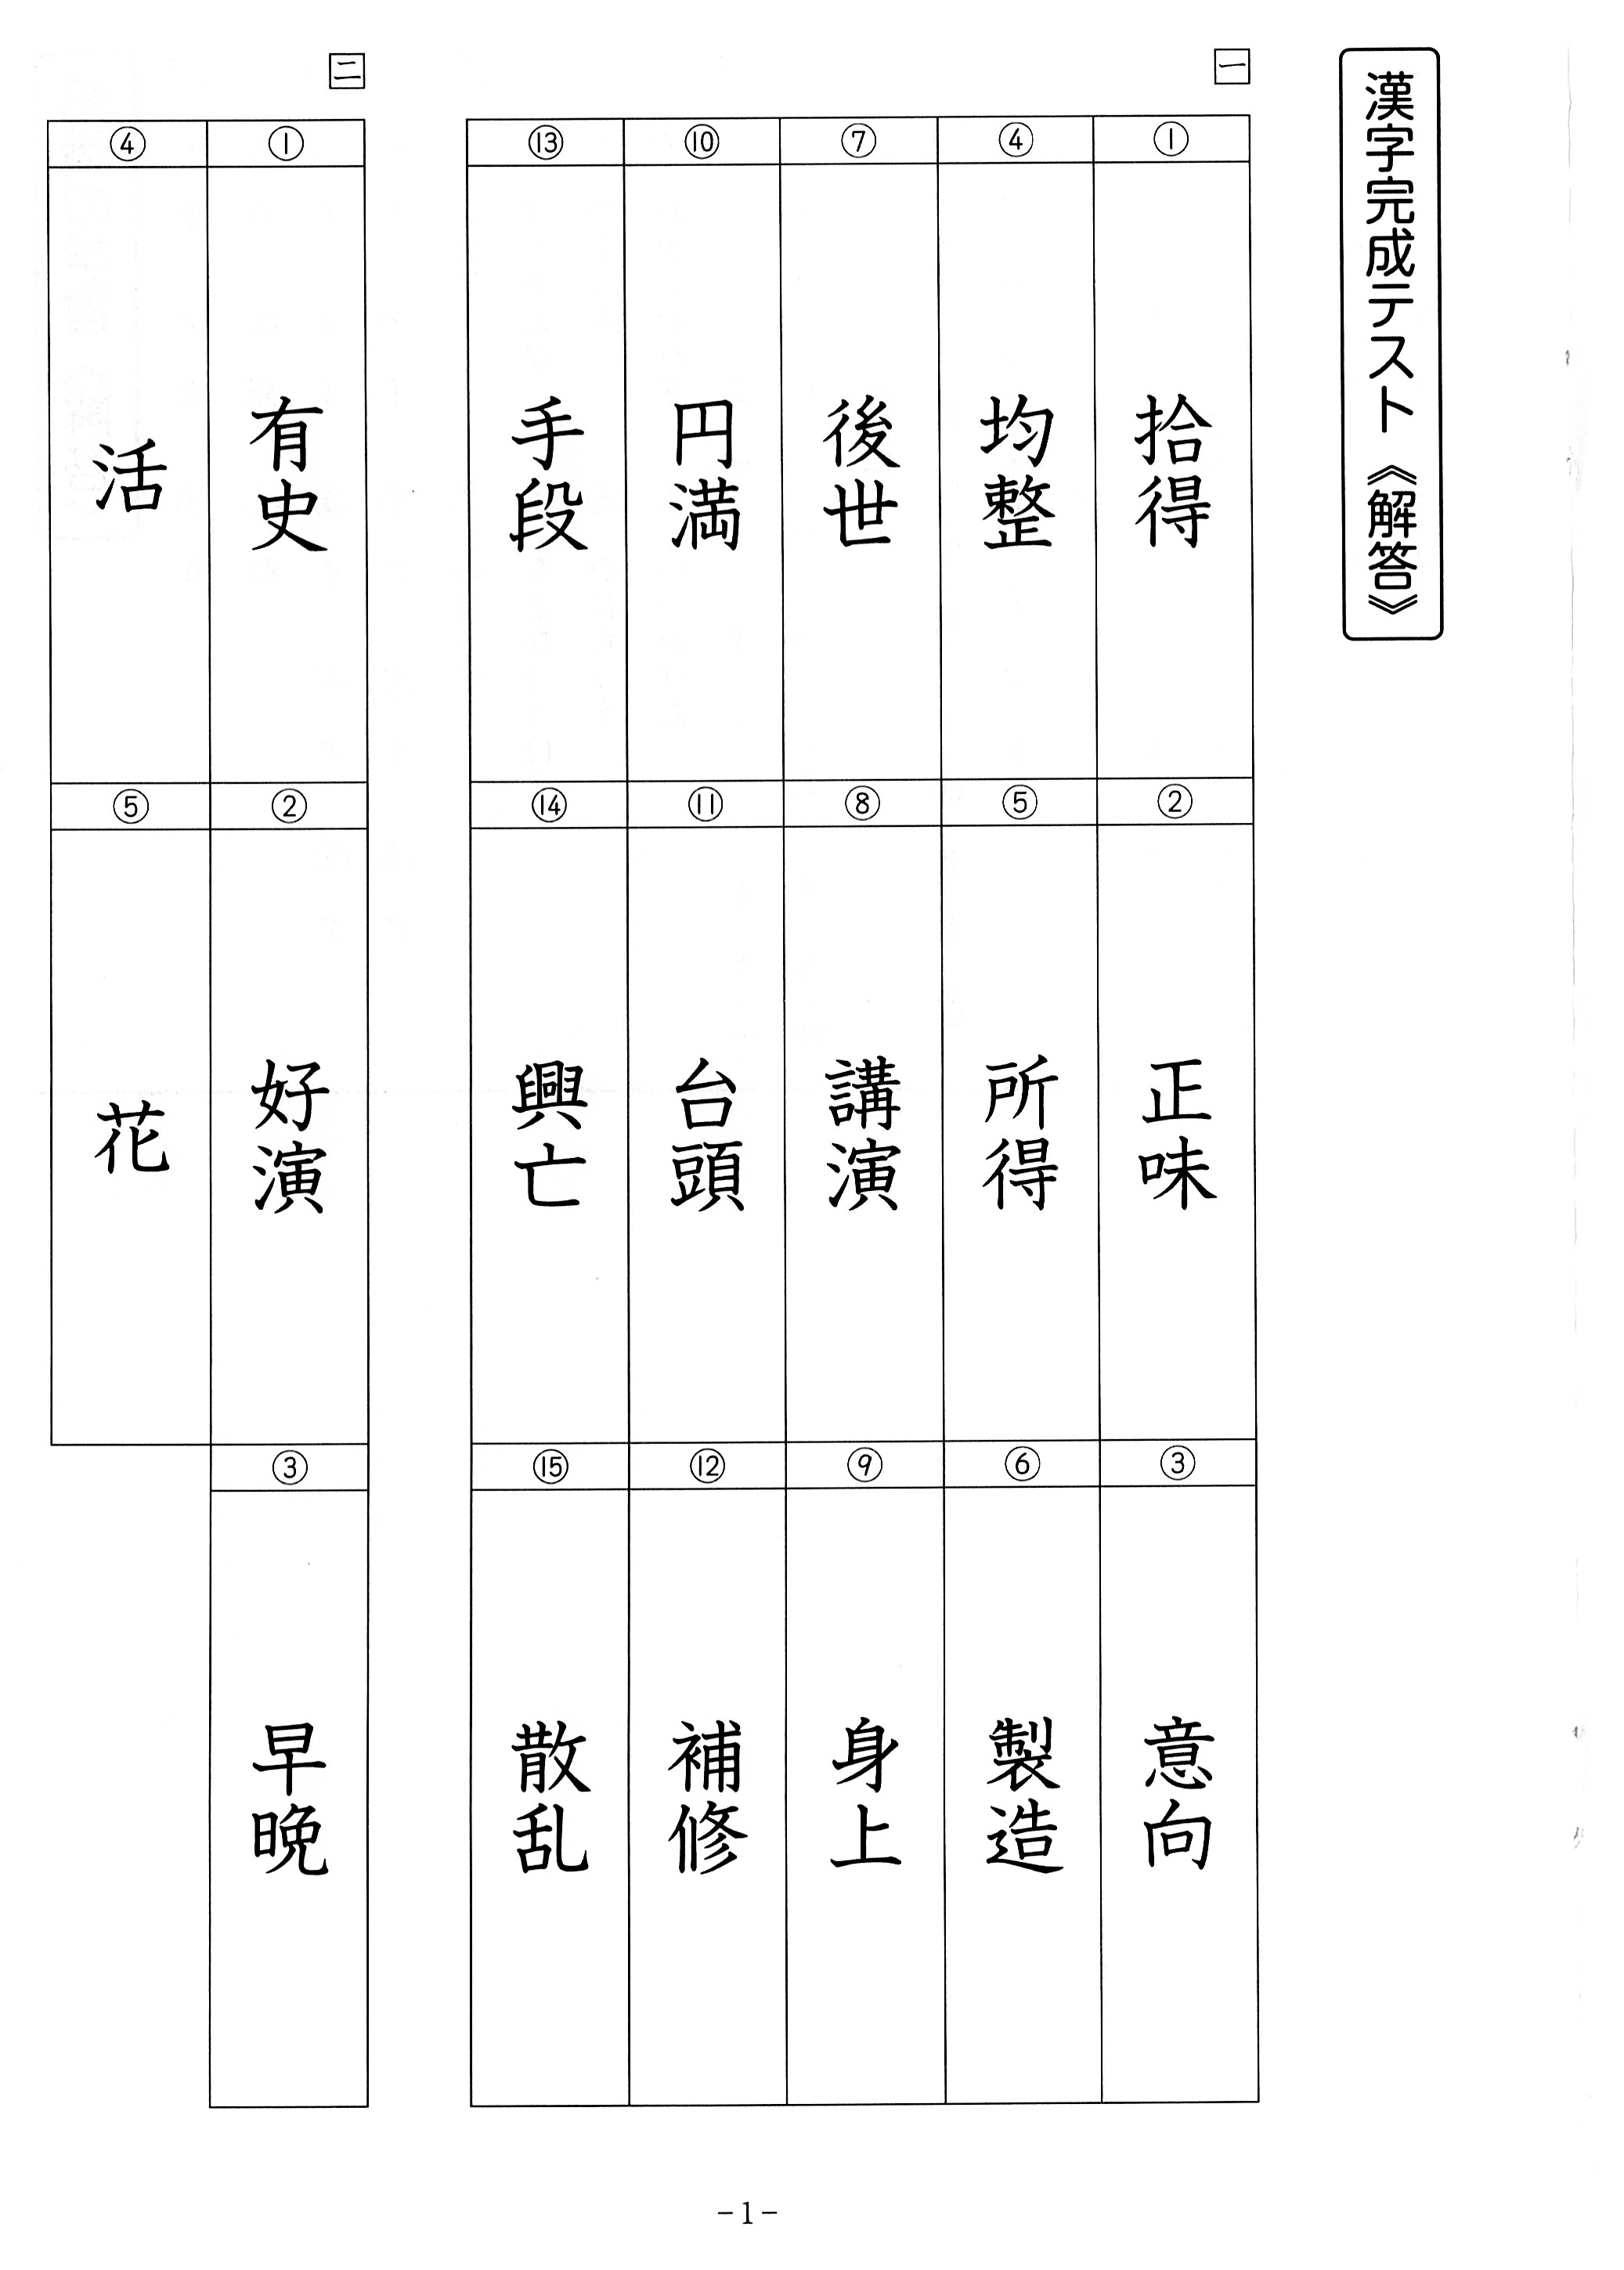 漢字完成テスト《解答》
一
① 拾得
② 正味
③ 意向
④ 均整
⑤ 所得
⑥ 製造
⑦ 後世
⑧ 講演
⑨ 身上
⑩ 円満
⑪ 台頭
⑫ 補修
⑬ 手段
⑭ 興亡
⑮ 散乱
二
① 有史
② 好演
③ 早晩
④ 活
⑤ 花
-1-